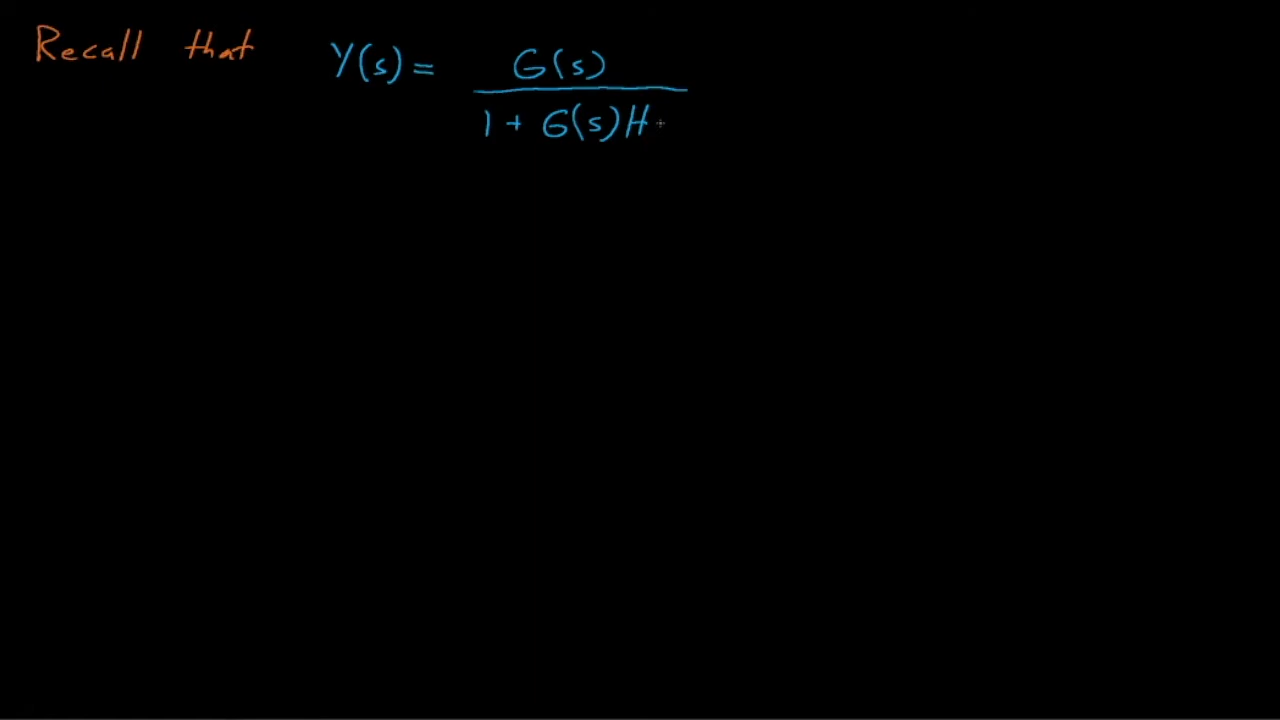 Recall that Y(s) = G(s)
1 + G(s)H